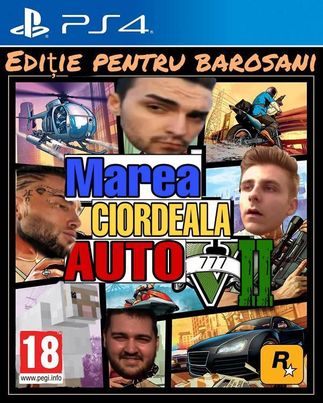 PS4
Ediție pentru barosani
Marea
CIORDEALA
AUTO
777
II
18
www.pegi.info
R★